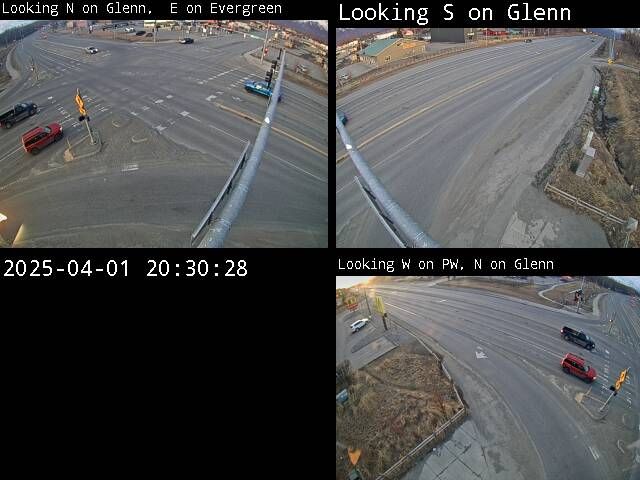 Looking N on Glenn,  E on Evergreen
Looking S on Glenn
2025-04-01 20:30:28
Looking W on PW, N on Glenn